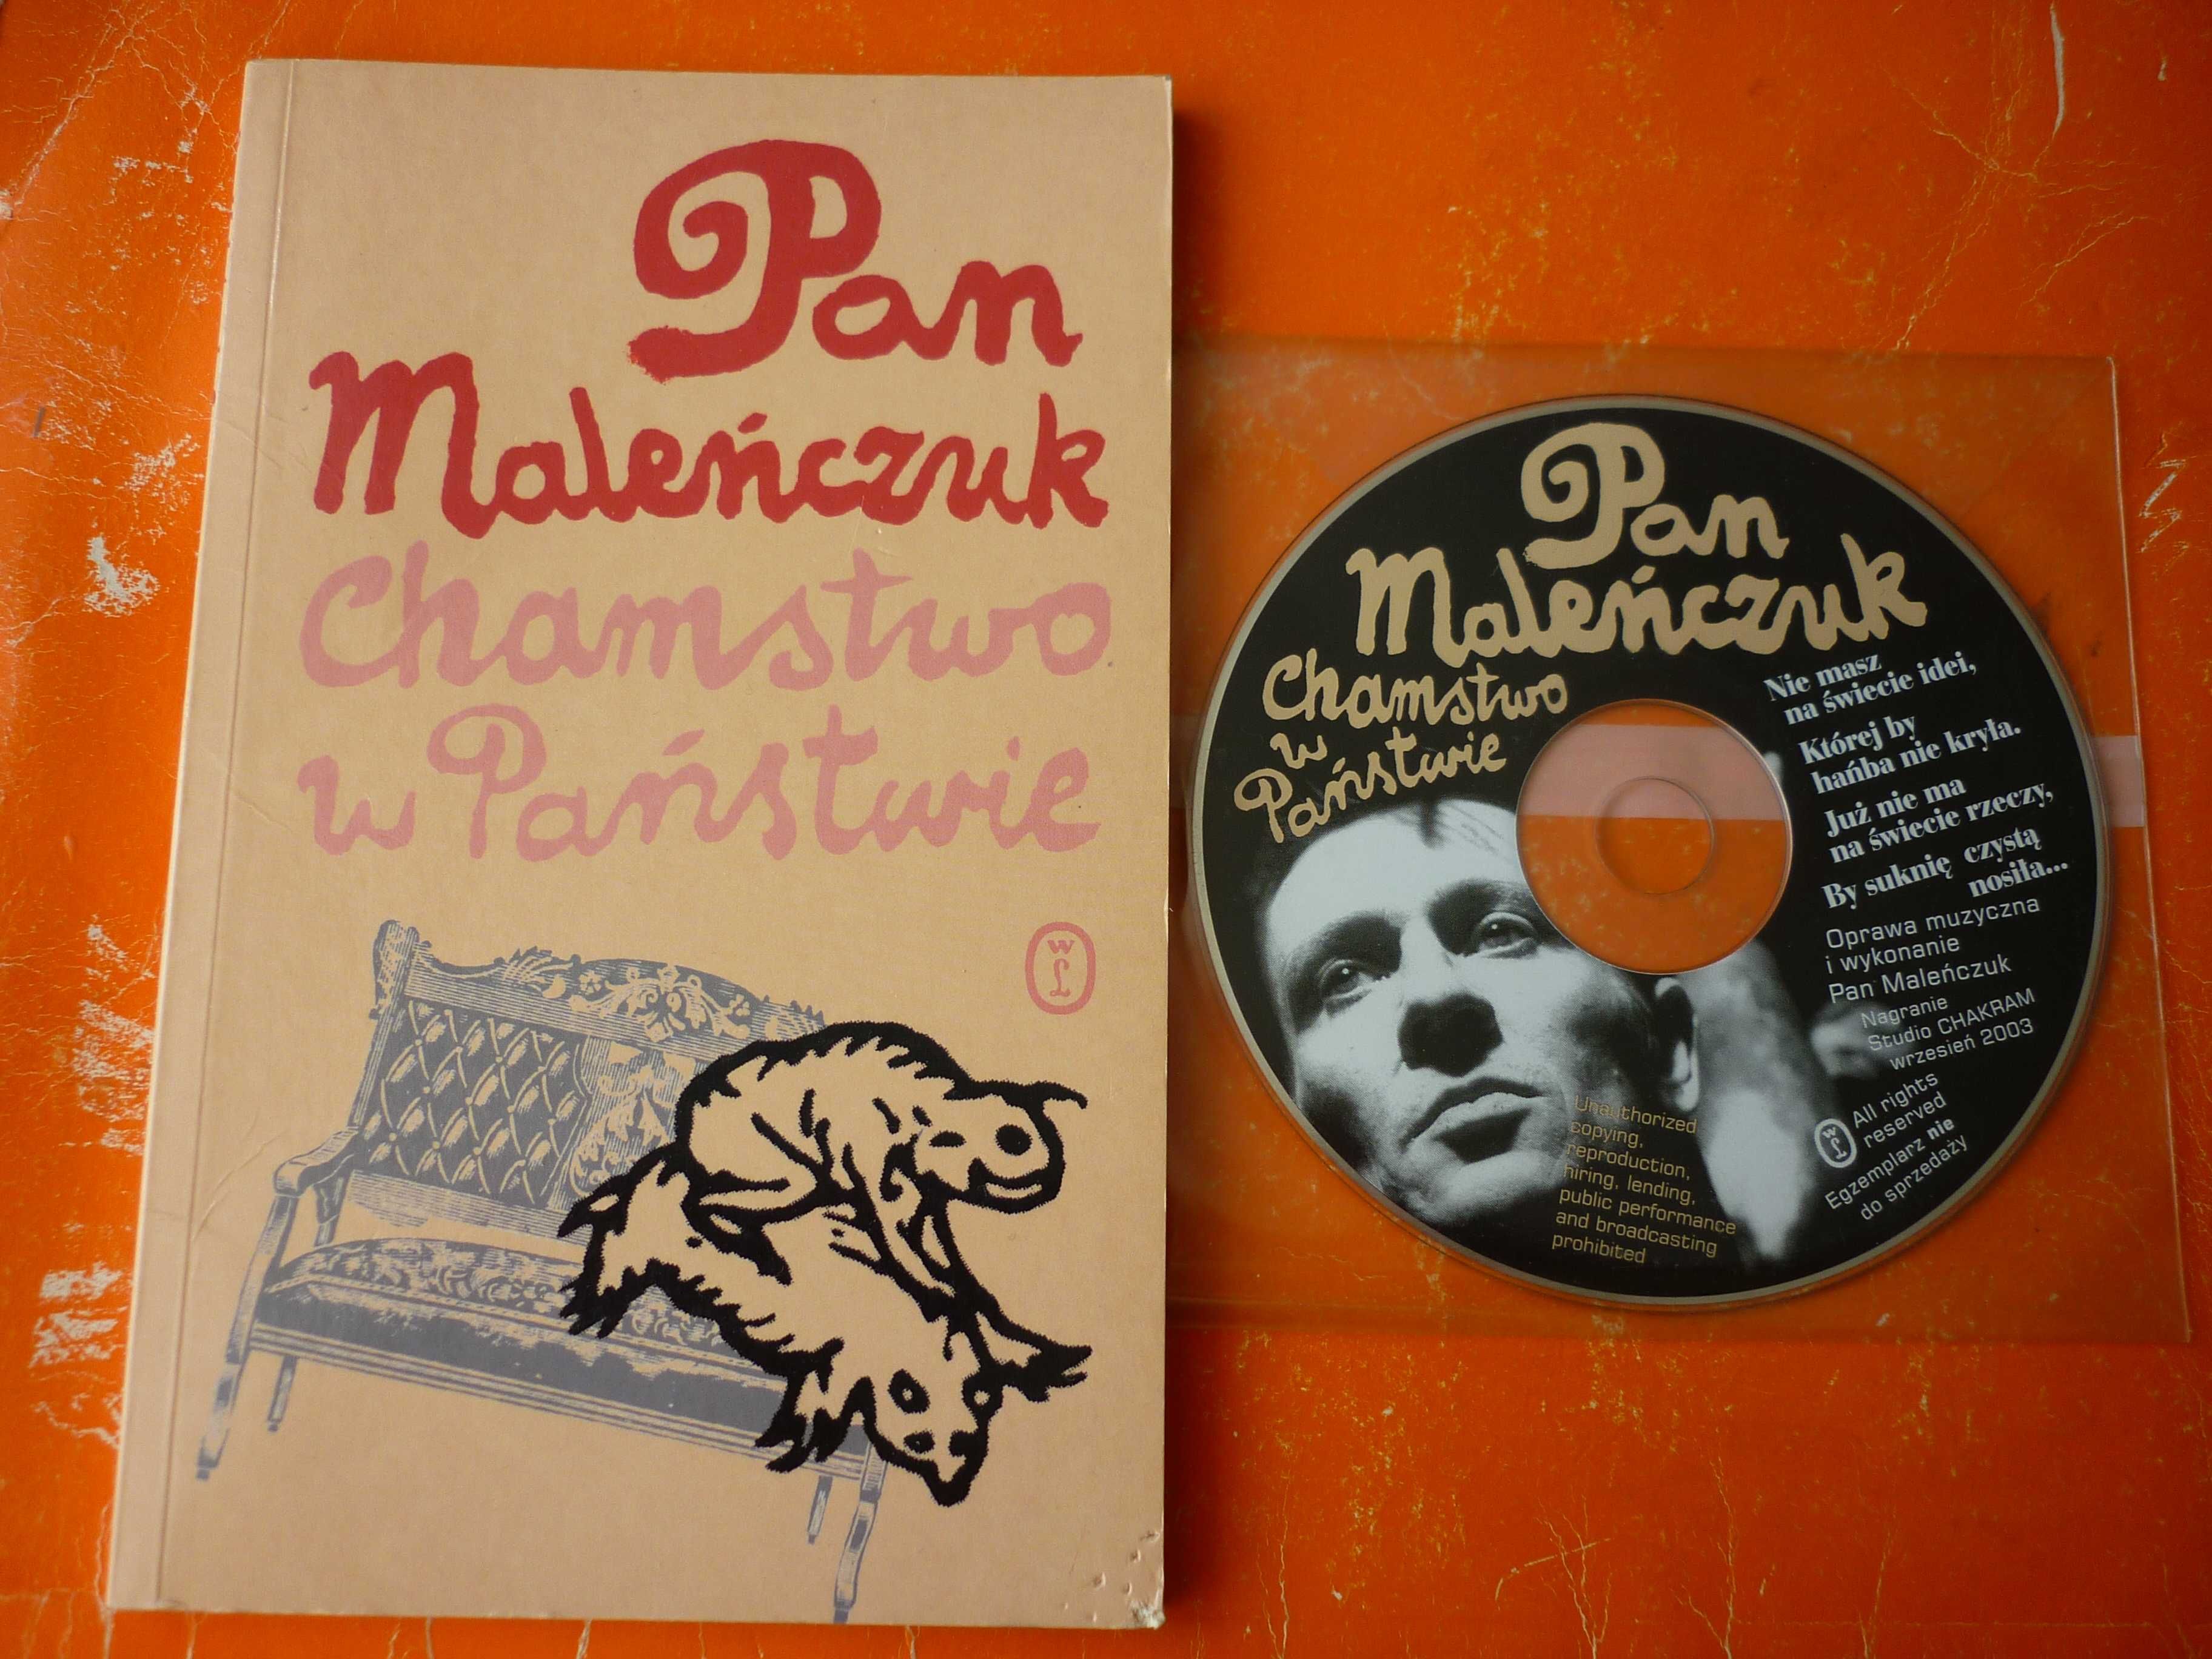 Pan
Maleńczuk
Chamstwo
w Państwie
W
L
Pan
Maleńczuk
Chamstwo
w
Państwie
Nie masz
na świecie idei,
Której by
hańba nie kryła.
Już nie ma
na świecie rzeczy,
By suknię czystą
nosiła...
Oprawa muzyczna
i wykonanie
Pan Maleńczuk
Nagranie
Studio CHAKRAM
wrzesień 2003
W
L
All rights
reserved
Egzemplarz nie
do sprzedaży
Unauthorized
copying,
reproduction,
hiring, lending,
public performance
and broadcasting
prohibited